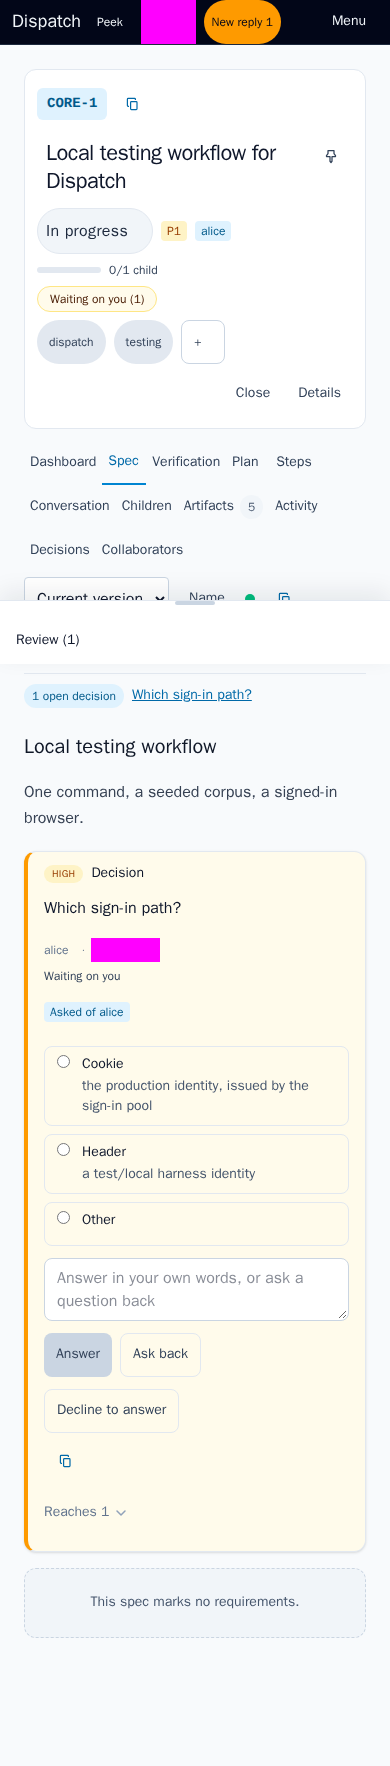 Dispatch Peek New reply 1 Menu
CORE-1
Local testing workflow for
Dispatch
In progress P1 alice
0/1 child
Waiting on you (1)
dispatch testing +
Close Details
Dashboard Spec Verification Plan Steps
Conversation Children Artifacts 5 Activity
Decisions Collaborators
Current version Name
Review (1)
1 open decision Which sign-in path?
Local testing workflow
One command, a seeded corpus, a signed-in
browser.
HIGH Decision
Which sign-in path?
alice ·
Waiting on you
Asked of alice
Cookie
the production identity, issued by the
sign-in pool
Header
a test/local harness identity
Other
Answer in your own words, or ask a
question back
Answer Ask back
Decline to answer
Reaches 1
This spec marks no requirements.